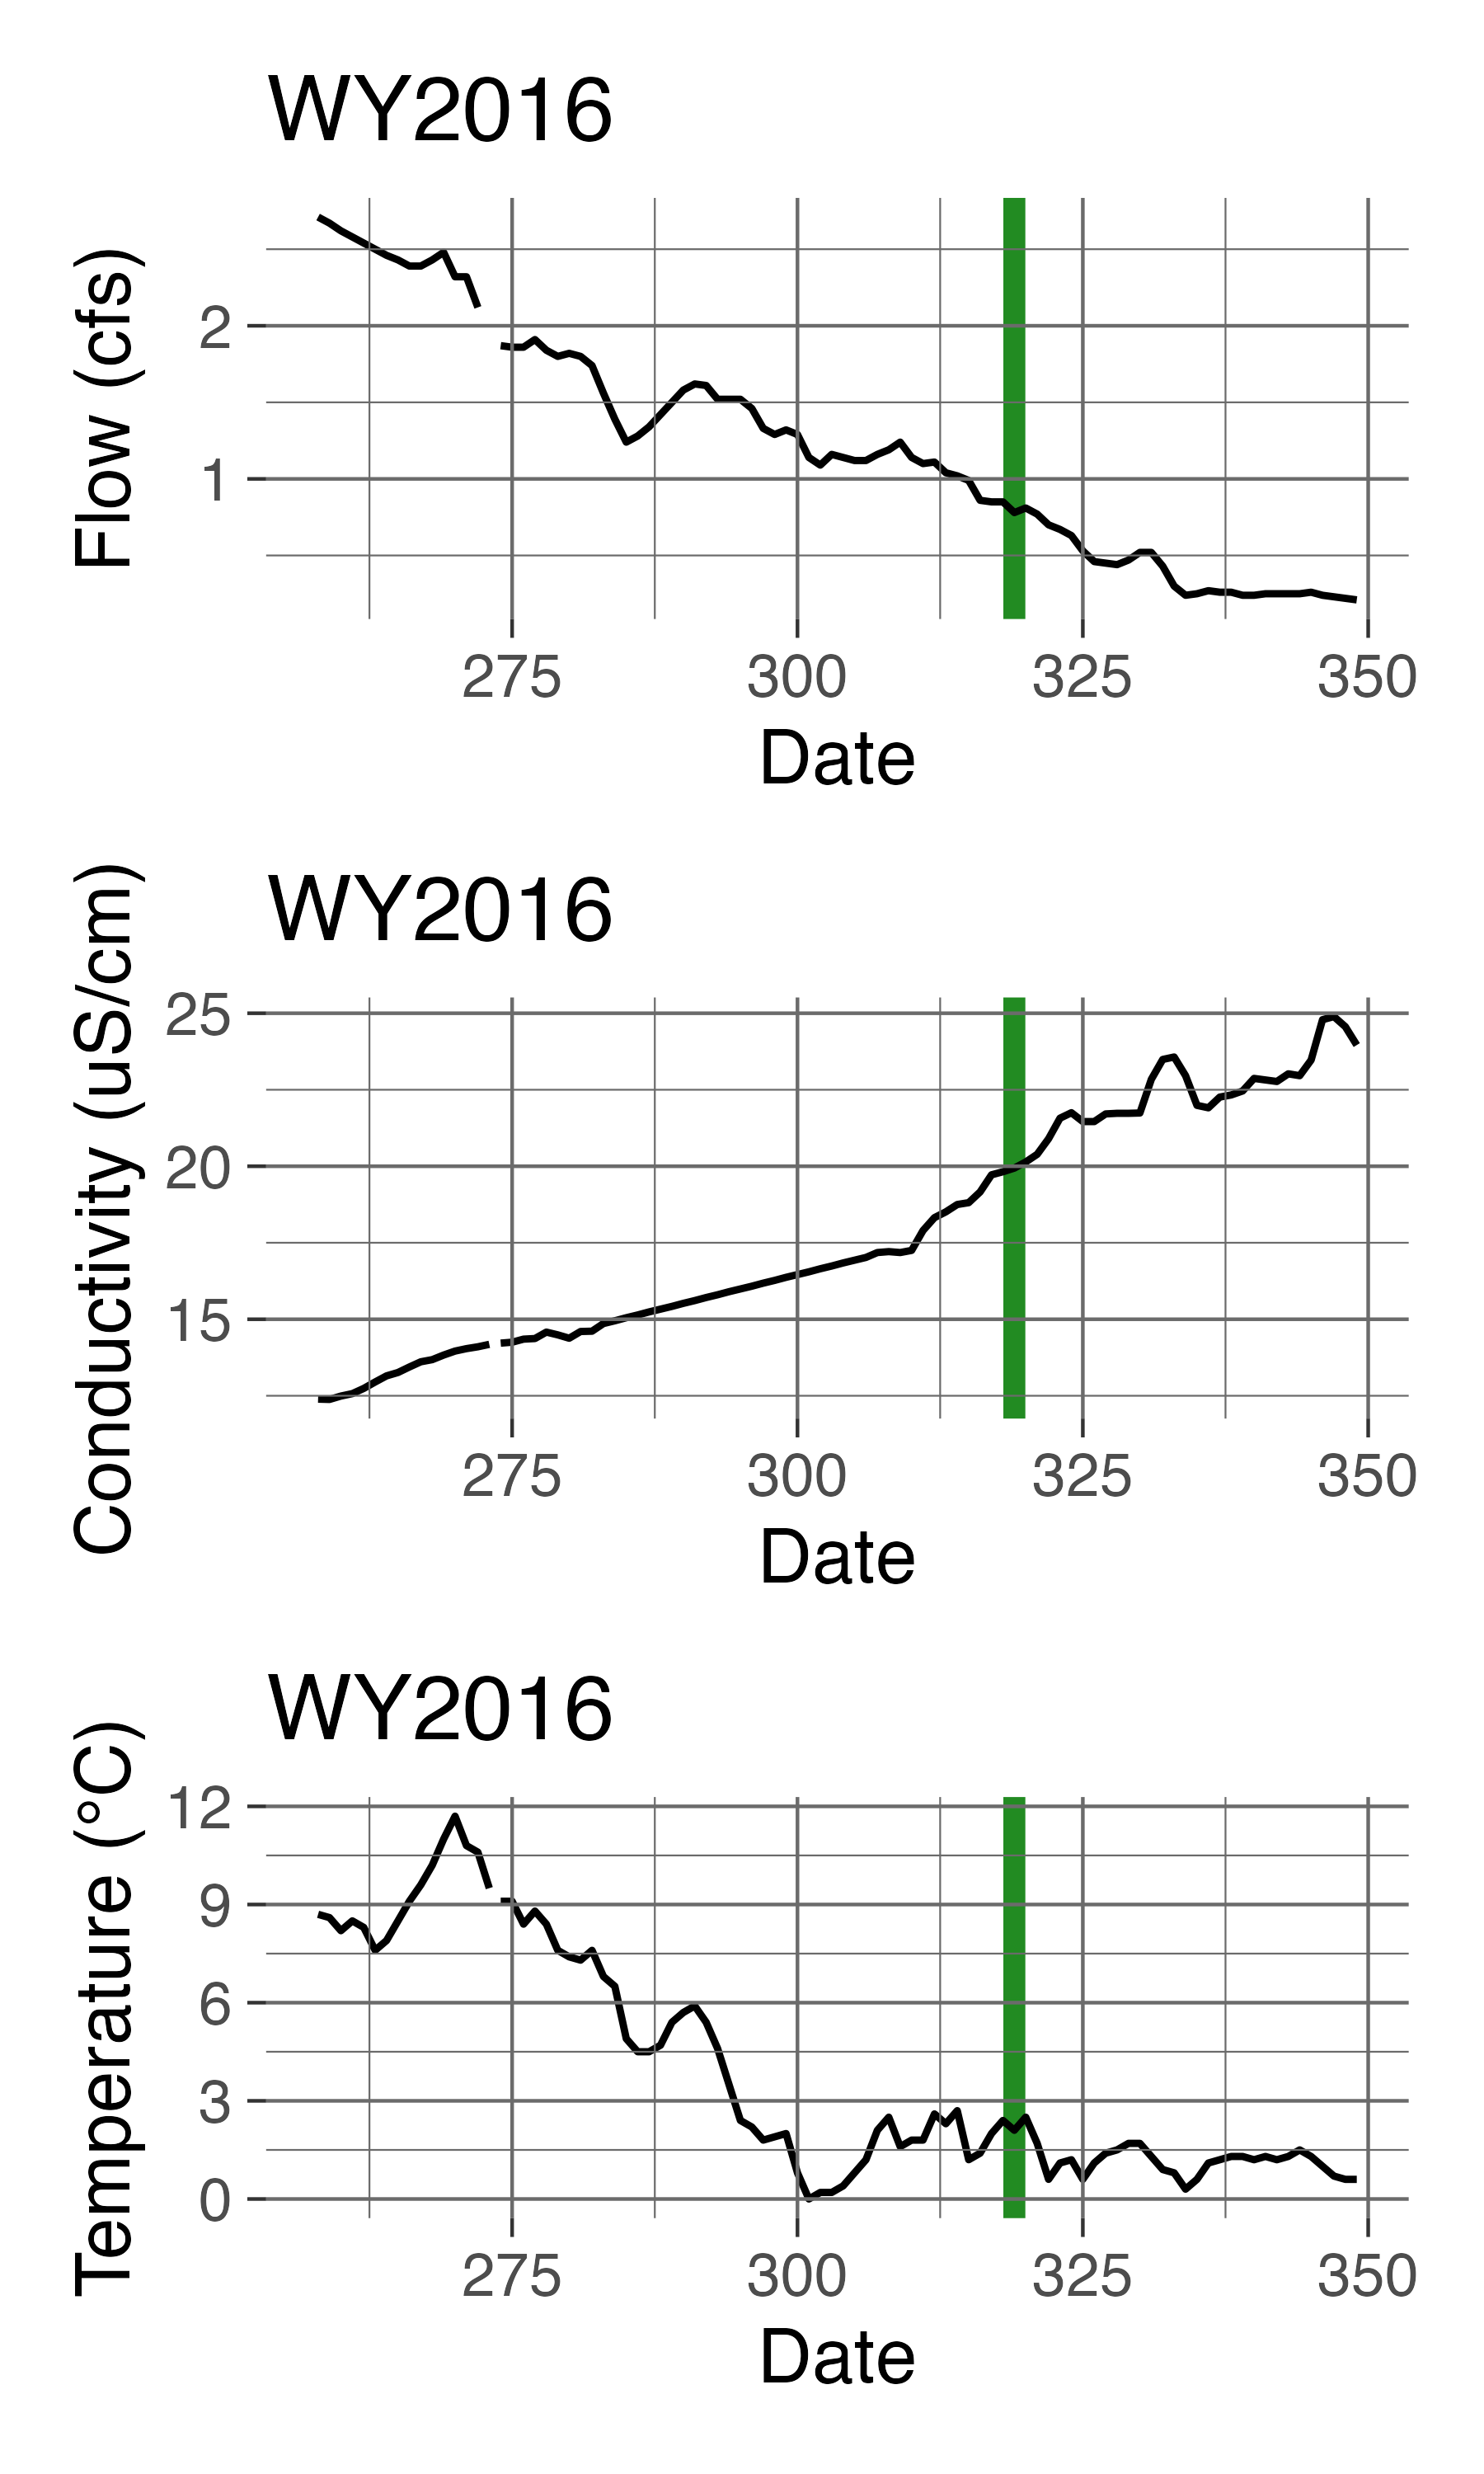 WY2016
Flow (cfs)
2
1
275 300 325 350
Date
WY2016
Conductivity (uS/cm)
25
20
15
275 300 325 350
Date
WY2016
Temperature (°C)
12
9
6
3
0
275 300 325 350
Date